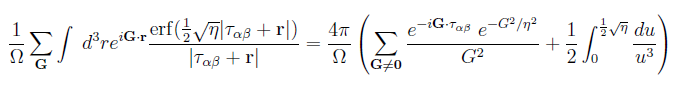 \frac{1}{\Omega} \sum_{\mathbf{G}} \int d^3r e^{i\mathbf{G}\cdot\mathbf{r}} \frac{\mathrm{erf}(\frac{1}{2}\sqrt{\eta}|\tau_{\alpha\beta} + \mathbf{r}|)}{|\tau_{\alpha\beta} + \mathbf{r}|} = \frac{4\pi}{\Omega} \left( \sum_{\mathbf{G} \neq \mathbf{0}} \frac{e^{-i\mathbf{G}\cdot\tau_{\alpha\beta}} \, e^{-G^2/\eta^2}}{G^2} + \frac{1}{2} \int_0^{\frac{1}{2}\sqrt{\eta}} \frac{du}{u^3} \right)